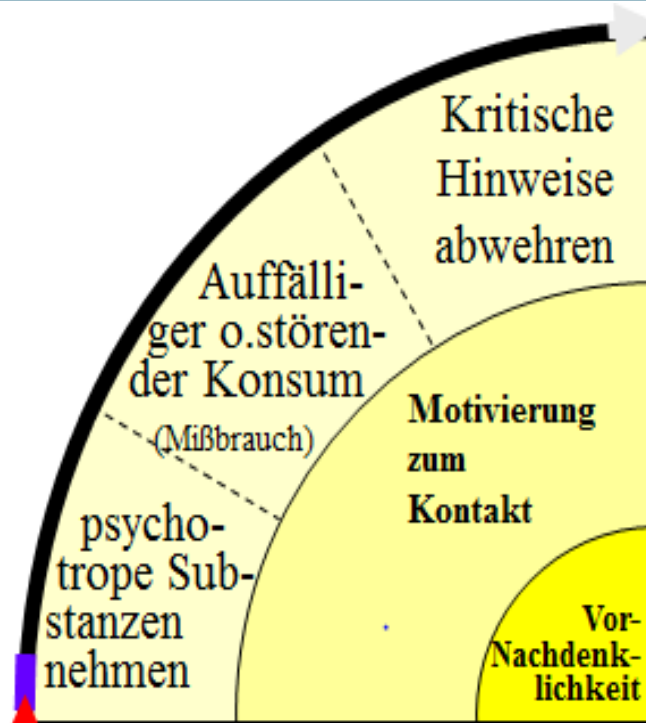 Kritische
Hinweise
abwehren
Auffälli-
ger o.stören-
der Konsum
(Mißbrauch)
psycho-
trope Sub-
stanzen
nehmen
Motivierung
zum
Kontakt
Vor-
Nachdenk-
lichkeit